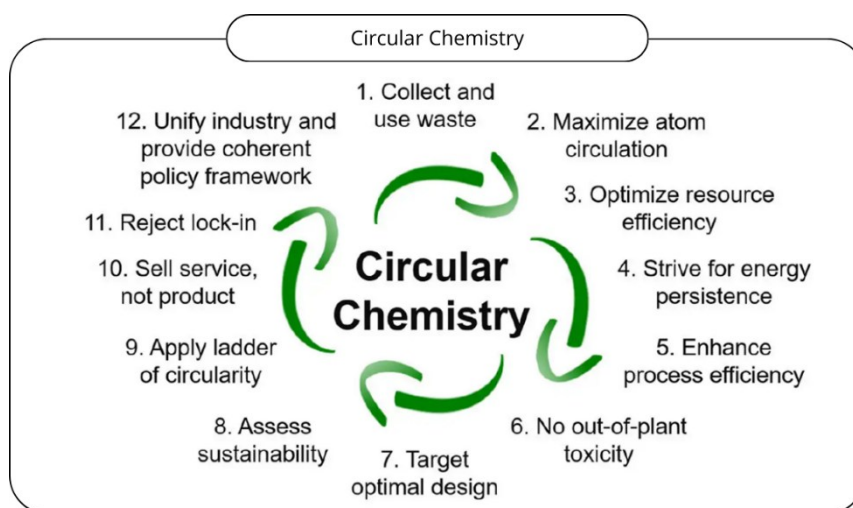 Circular Chemistry
1. Collect and
use waste
2. Maximize atom
circulation
3. Optimize resource
efficiency
4. Strive for energy
persistence
5. Enhance
process efficiency
6. No out-of-plant
toxicity
7. Target
optimal design
8. Assess
sustainability
9. Apply ladder
of circularity
10. Sell service,
not product
11. Reject lock-in
12. Unify industry and
provide coherent
policy framework
Circular
Chemistry